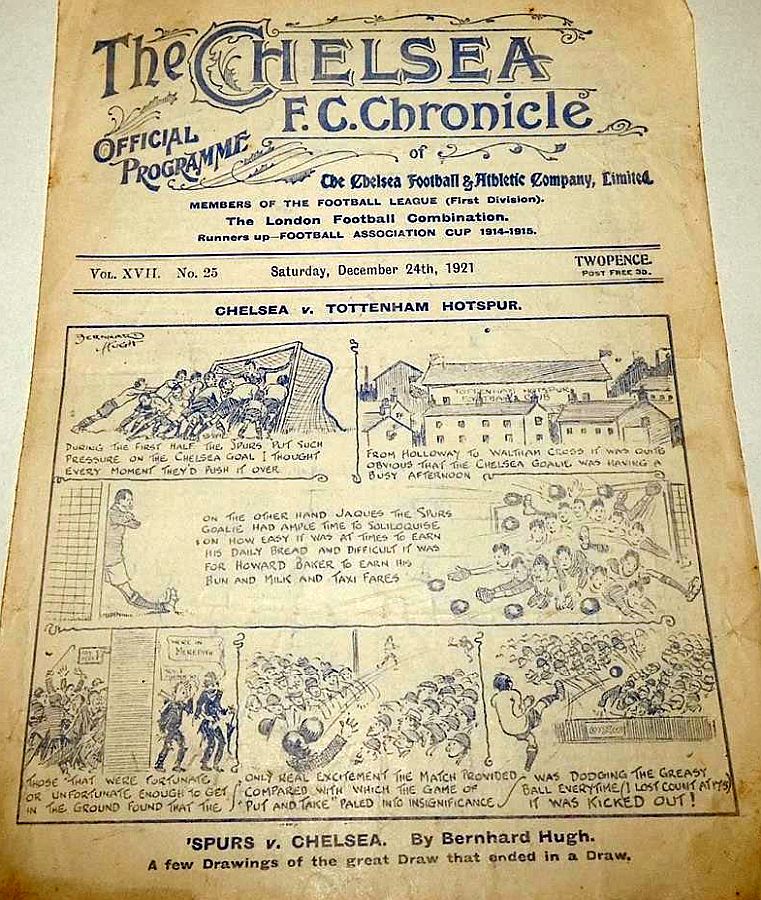 The CHELSEA
F.C. Chronicle
OFFICIAL
PROGRAMME
of
The Chelsea Football & Athletic Company, Limited.
MEMBERS OF THE FOOTBALL LEAGUE (First Division).
The London Football Combination.
Runners up—FOOTBALL ASSOCIATION CUP 1914-1915.
VOL. XVII. No. 25
Saturday, December 24th, 1921
TWOPENCE.
POST FREE 3D.
CHELSEA v. TOTTENHAM HOTSPUR.
BERNHARD
HUGH
DURING THE FIRST HALF THE SPURS PUT SUCH
PRESSURE ON THE CHELSEA GOAL I THOUGHT
EVERY MOMENT THEY'D PUSH IT OVER
TOTTENHAM HOTSPUR
FOOTBALL CLUB
FROM HOLLOWAY TO WALTHAM CROSS IT WAS QUITE
OBVIOUS THAT THE CHELSEA GOALIE WAS HAVING A
BUSY AFTERNOON
ON THE OTHER HAND JAQUES THE SPURS
GOALIE HAD AMPLE TIME TO SOLILOQUISE
ON HOW EASY IT WAS AT TIMES TO EARN
HIS DAILY BREAD AND DIFFICULT IT WAS
FOR HOWARD BAKER TO EARN HIS
BUN AND MILK AND TAXI FARES
THOSE THAT WERE FORTUNATE
OR UNFORTUNATE ENOUGH TO GET
IN THE GROUND FOUND THAT THE
ONLY REAL EXCITEMENT THE MATCH PROVIDED
COMPARED WITH WHICH THE GAME OF
"PUT AND TAKE" PALED INTO INSIGNIFICANCE
WAS DODGING THE GREASY
BALL EVERYTIME (I LOST COUNT AT 175)
IT WAS KICKED OUT!
'SPURS v. CHELSEA. By Bernhard Hugh.
A few Drawings of the great Draw that ended in a Draw.